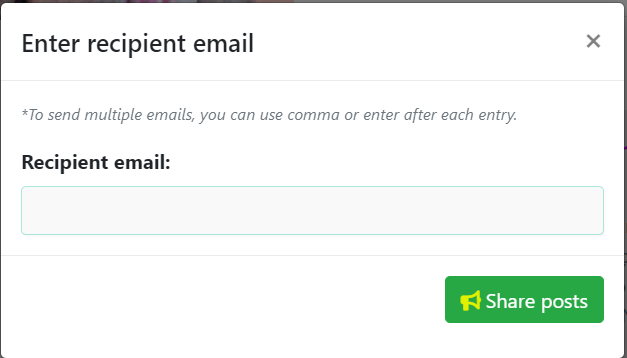 Enter recipient email
×
*To send multiple emails, you can use comma or enter after each entry.
Recipient email:
Share posts